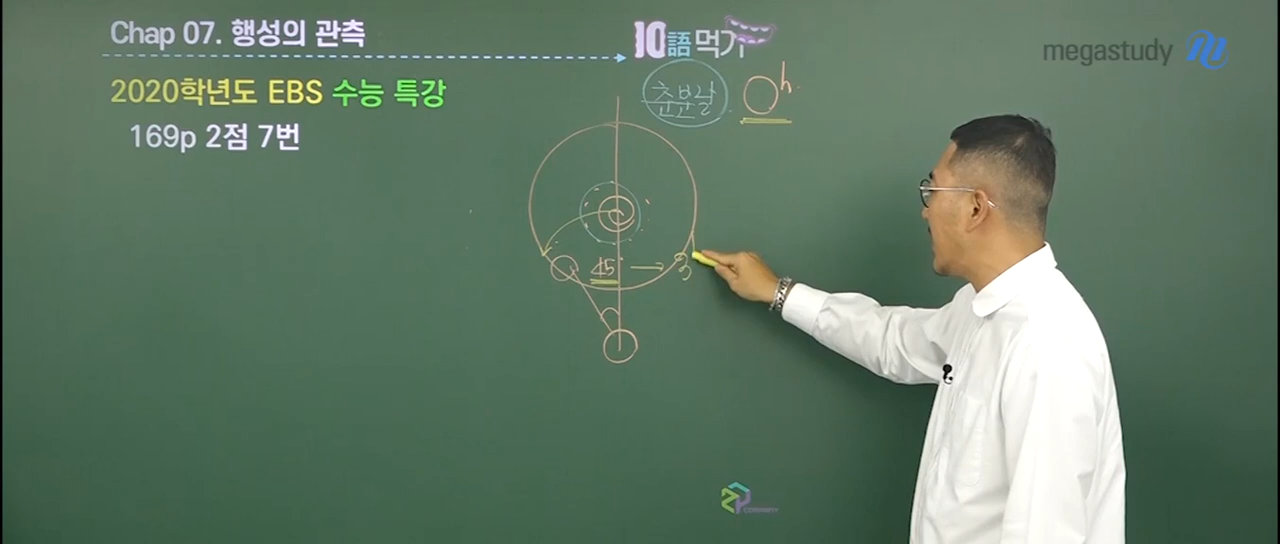 Chap 07. 행성의 관측
10語먹기
megastudy
2020학년도 EBS 수능 특강
춘분날
0h
169p 2점 7번
45°
COMPANY